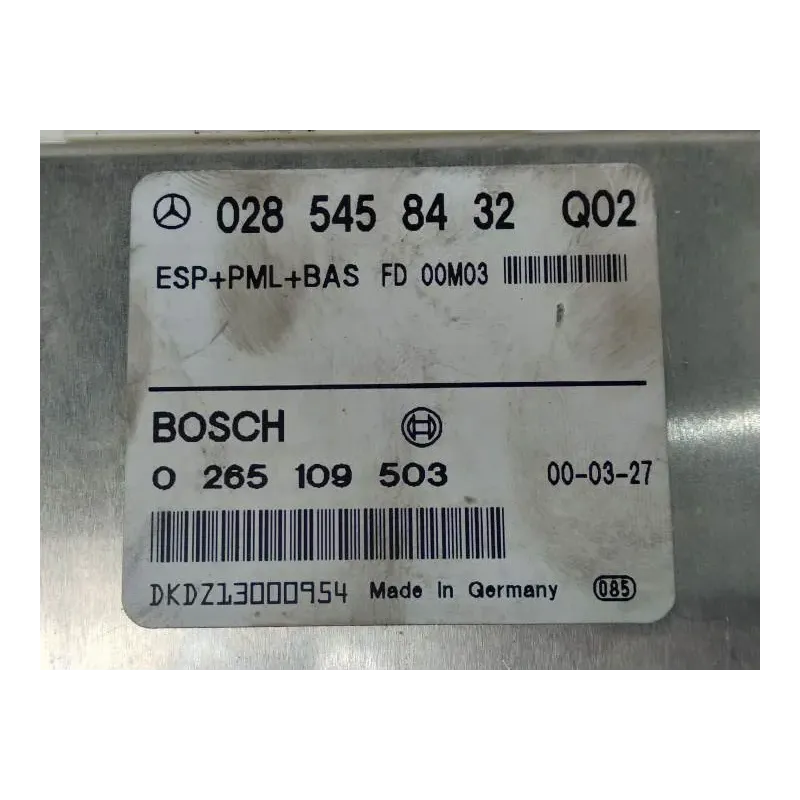 028 545 84 32 Q02
ESP+PML+BAS FD 00M03
BOSCH
0 265 109 503 00-03-27
DKDZ13000954 Made In Germany 085